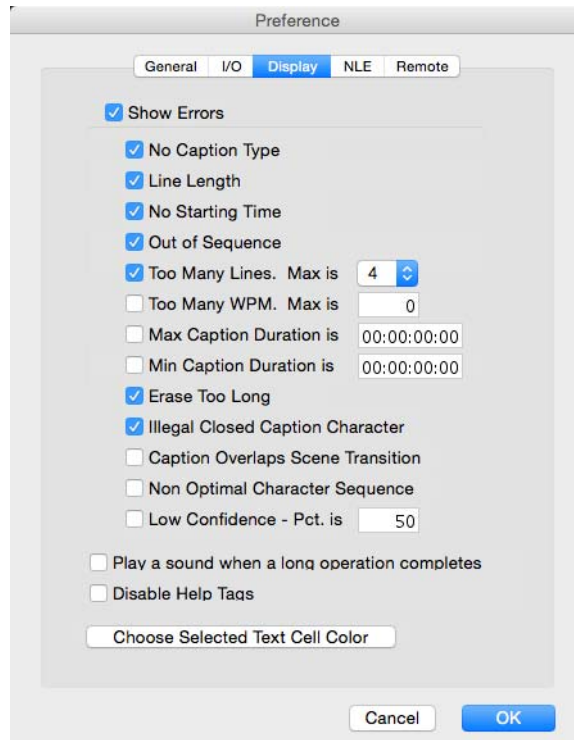 Preference
General I/O Display NLE Remote
Show Errors
No Caption Type
Line Length
No Starting Time
Out of Sequence
Too Many Lines. Max is 4
Too Many WPM. Max is 0
Max Caption Duration is 00:00:00:00
Min Caption Duration is 00:00:00:00
Erase Too Long
Illegal Closed Caption Character
Caption Overlaps Scene Transition
Non Optimal Character Sequence
Low Confidence - Pct. is 50
Play a sound when a long operation completes
Disable Help Tags
Choose Selected Text Cell Color
Cancel OK